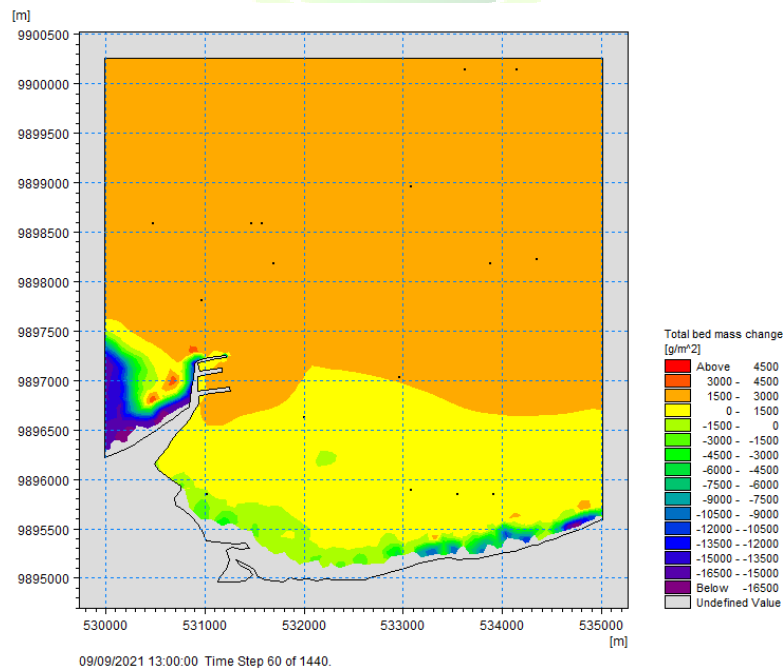 [m]
9900500
9900000
9899500
9899000
9898500
9898000
9897500
9897000
9896500
9896000
9895500
9895000
530000 531000 532000 533000 534000 535000
[m]
09/09/2021 13:00:00 Time Step 60 of 1440.
Total bed mass change
[g/m^2]
Above 4500
3000 - 4500
1500 - 3000
0 - 1500
-1500 - 0
-3000 - -1500
-4500 - -3000
-6000 - -4500
-7500 - -6000
-9000 - -7500
-10500 - -9000
-12000 - -10500
-13500 - -12000
-15000 - -13500
-16500 - -15000
Below -16500
Undefined Value